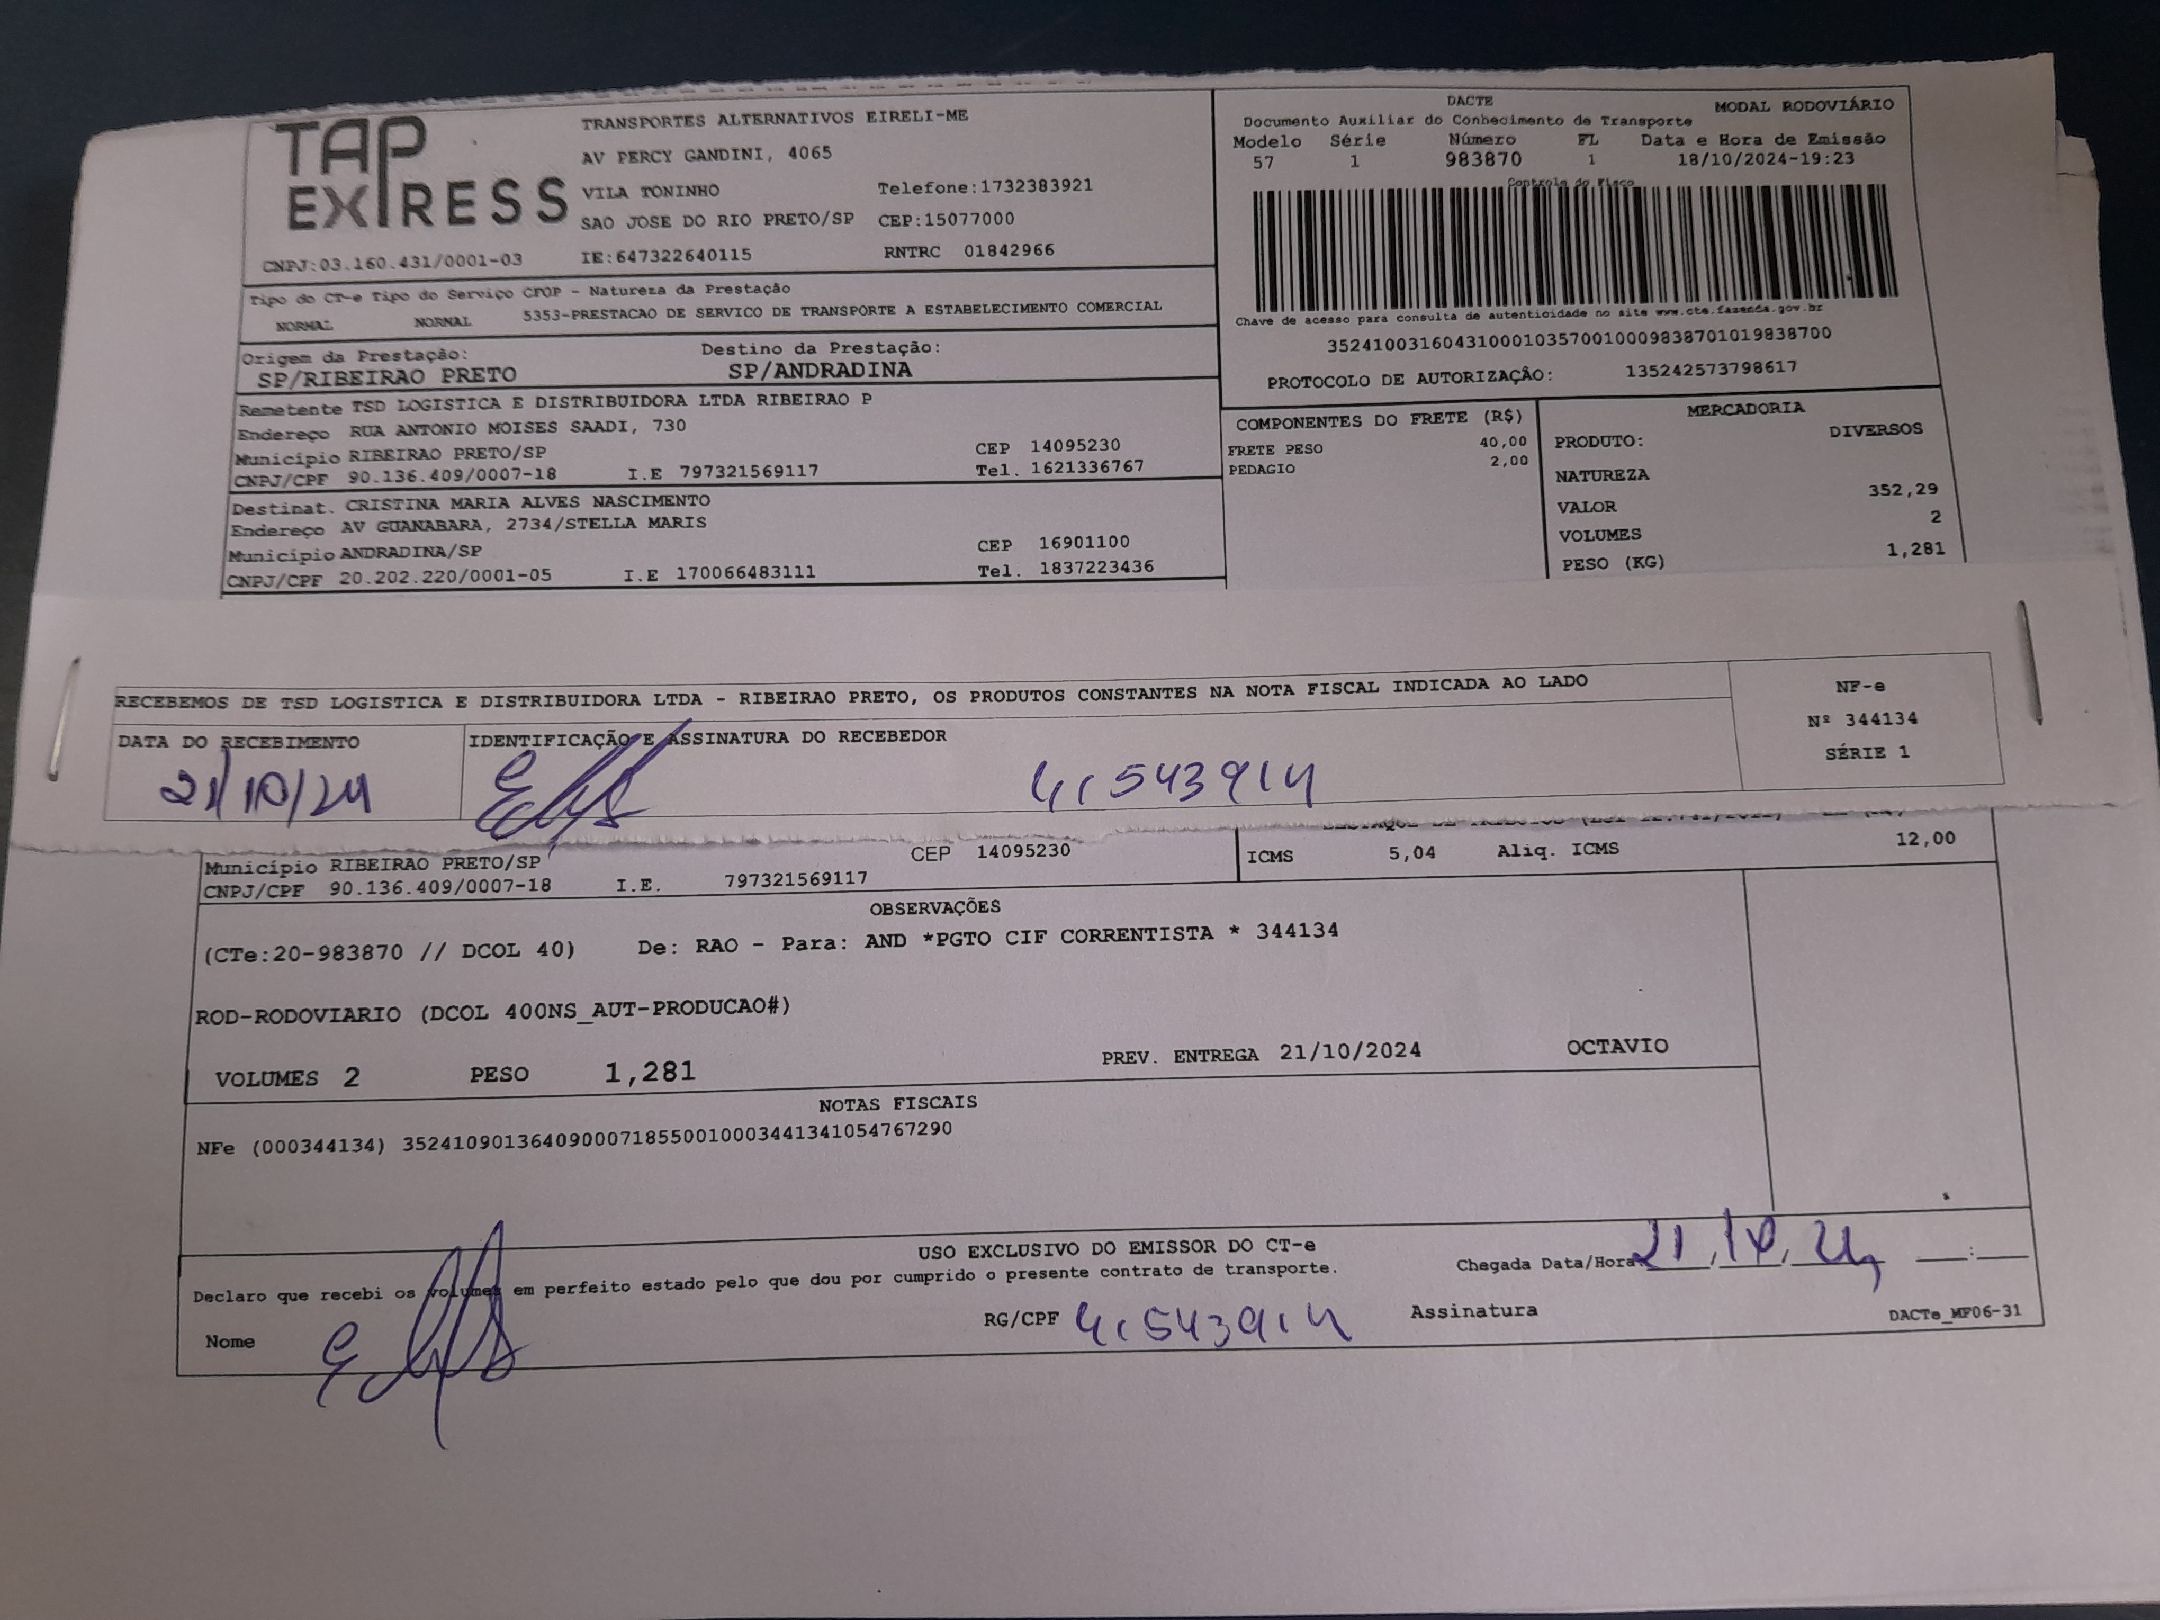 TAP EXPRESS
TRANSPORTES ALTERNATIVOS EIRELI-ME
AV PERCY GANDINI, 4065
VILA TONINHO Telefone:1732383921
SAO JOSE DO RIO PRETO/SP CEP:15077000
CNPJ:03.160.431/0001-03 IE:647322640115 RNTRC 01842966
DACTE MODAL RODOVIÁRIO
Documento Auxiliar do Conhecimento de Transporte
Modelo Série Número FL Data e Hora de Emissão
57 1 983870 1 18/10/2024-19:23
Controle do Fisco
Chave de acesso para consulta de autenticidade no site www.cte.fazenda.gov.br
35241003160431000103570010009838701019838700
PROTOCOLO DE AUTORIZAÇÃO: 135242573798617
Tipo do CT-e Tipo do Serviço CFOP - Natureza da Prestação
NORMAL NORMAL 5353-PRESTACAO DE SERVICO DE TRANSPORTE A ESTABELECIMENTO COMERCIAL
Origem da Prestação: Destino da Prestação:
SP/RIBEIRAO PRETO SP/ANDRADINA
Remetente TSD LOGISTICA E DISTRIBUIDORA LTDA RIBEIRAO P
Endereço RUA ANTONIO MOISES SAADI, 730
Município RIBEIRAO PRETO/SP CEP 14095230
CNPJ/CPF 90.136.409/0007-18 I.E 797321569117 Tel. 1621336767
Destinat. CRISTINA MARIA ALVES NASCIMENTO
Endereço AV GUANABARA, 2734/STELLA MARIS
Município ANDRADINA/SP CEP 16901100
CNPJ/CPF 20.202.220/0001-05 I.E 170066483111 Tel. 1837223436
COMPONENTES DO FRETE (R$)
FRETE PESO 40,00
PEDAGIO 2,00
MERCADORIA
PRODUTO: DIVERSOS
NATUREZA
VALOR 352,29
VOLUMES 2
PESO (KG) 1,281
RECEBEMOS DE TSD LOGISTICA E DISTRIBUIDORA LTDA - RIBEIRAO PRETO, OS PRODUTOS CONSTANTES NA NOTA FISCAL INDICADA AO LADO
NF-e
Nº 344134
SÉRIE 1
DATA DO RECEBIMENTO IDENTIFICAÇÃO E ASSINATURA DO RECEBEDOR
21/10/24 41543914
Município RIBEIRAO PRETO/SP CEP 14095230
CNPJ/CPF 90.136.409/0007-18 I.E. 797321569117
ICMS 5,04 Aliq. ICMS 12,00
OBSERVAÇÕES
(CTe:20-983870 // DCOL 40) De: RAO - Para: AND *PGTO CIF CORRENTISTA * 344134
ROD-RODOVIARIO (DCOL 400NS_AUT-PRODUCAO#)
VOLUMES 2 PESO 1,281 PREV. ENTREGA 21/10/2024 OCTAVIO
NOTAS FISCAIS
NFe (000344134) 35241090136409000718550010003441341054767290
USO EXCLUSIVO DO EMISSOR DO CT-e
Declaro que recebi os volumes em perfeito estado pelo que dou por cumprido o presente contrato de transporte. Chegada Data/Hora 21/10/24 __:__
Nome RG/CPF 41543914 Assinatura DACTe_MF06-31